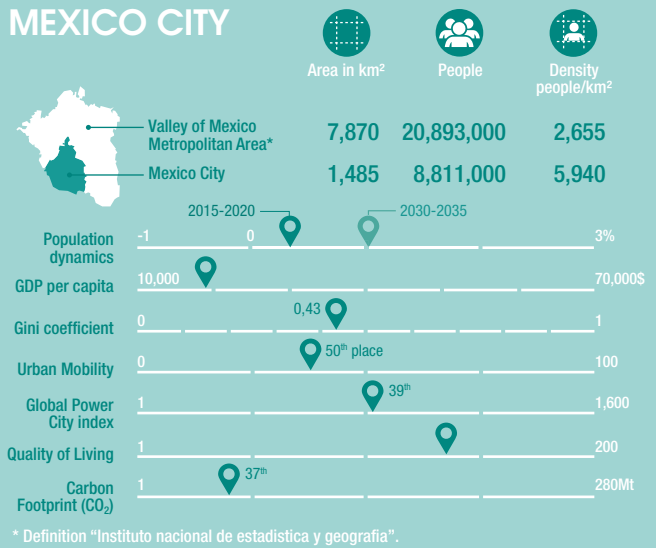 MEXICO CITY
Area in km²
People
Density
people/km²
Valley of Mexico
Metropolitan Area*
7,870
20,893,000
2,655
Mexico City
1,485
8,811,000
5,940
2015-2020
2030-2035
Population
dynamics
-1
0
3%
GDP per capita
10,000
70,000$
Gini coefficient
0
0,43
1
Urban Mobility
0
50th place
100
Global Power
City index
1
39th
1,600
Quality of Living
1
200
Carbon
Footprint (CO₂)
1
37th
280Mt
* Definition “Instituto nacional de estadistica y geografia”.